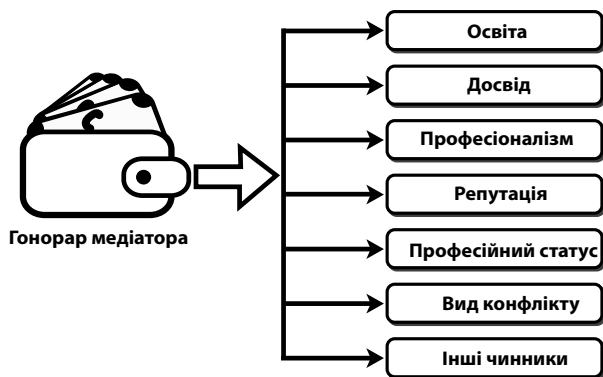 Освіта
Досвід
Професіоналізм
Репутація
Гонорар медіатора
Професійний статус
Вид конфлікту
Інші чинники